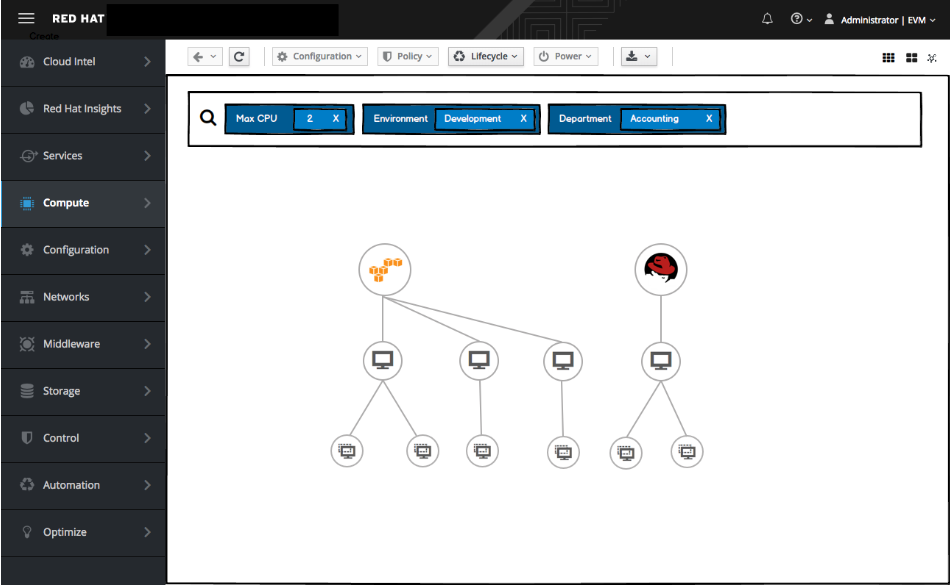 RED HAT
Administrator | EVM
Create
Cloud Intel
Red Hat Insights
Services
Compute
Configuration
Networks
Middleware
Storage
Control
Automation
Optimize
Configuration Policy Lifecycle Power
Max CPU 2 X Environment Development X Department Accounting X